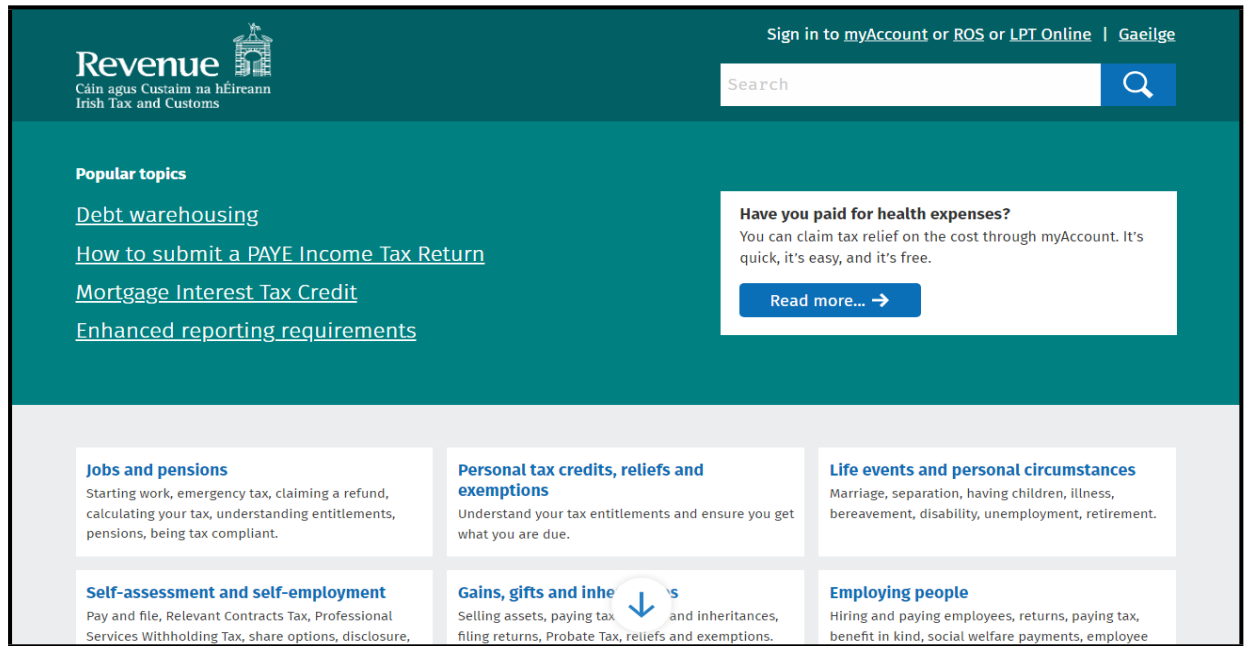 Revenue
Cáin agus Custaim na hÉireann
Irish Tax and Customs
Sign in to myAccount or ROS or LPT Online | Gaeilge
Search
Popular topics
Debt warehousing
How to submit a PAYE Income Tax Return
Mortgage Interest Tax Credit
Enhanced reporting requirements
Have you paid for health expenses?
You can claim tax relief on the cost through myAccount. It's
quick, it's easy, and it's free.
Read more...
Jobs and pensions
Starting work, emergency tax, claiming a refund,
calculating your tax, understanding entitlements,
pensions, being tax compliant.
Personal tax credits, reliefs and
exemptions
Understand your tax entitlements and ensure you get
what you are due.
Life events and personal circumstances
Marriage, separation, having children, illness,
bereavement, disability, unemployment, retirement.
Self-assessment and self-employment
Pay and file, Relevant Contracts Tax, Professional
Services Withholding Tax, share options, disclosure,
Gains, gifts and
Selling assets, paying tax and inheritances,
filing returns, Probate Tax, reliefs and exemptions.
Employing people
Hiring and paying employees, returns, paying tax,
benefit in kind, social welfare payments, employee